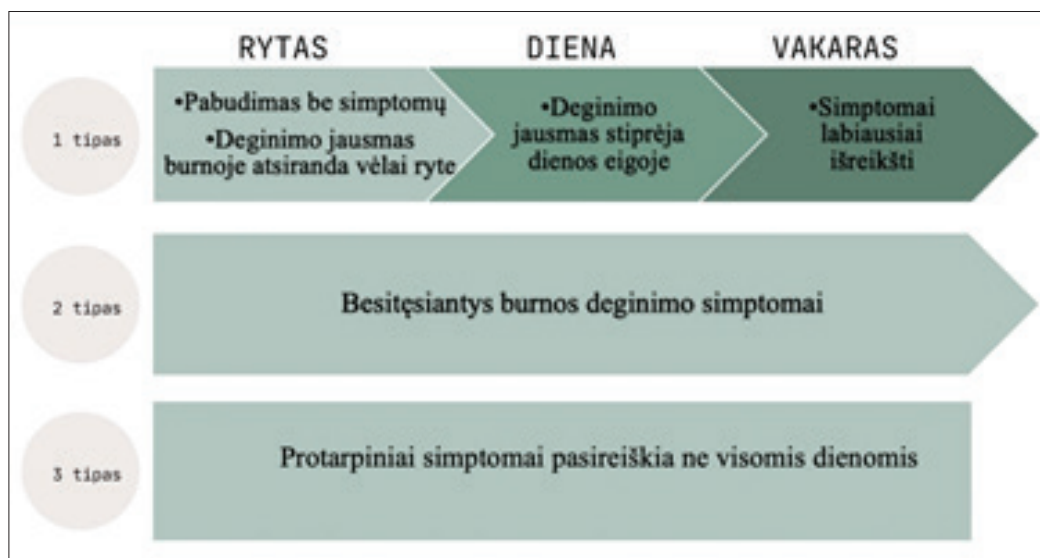 RYTAS DIENA VAKARAS
1 tipas
•Pabudimas be simptomų
•Deginimo jausmas
burnoje atsiranda vėlai ryte
•Deginimo
jausmas stiprėja
dienos eigoje
•Simptomai
labiausiai
išreikšti
2 tipas
Besitęsiantys burnos deginimo simptomai
3 tipas
Protarpiniai simptomai pasireiškia ne visomis dienomis